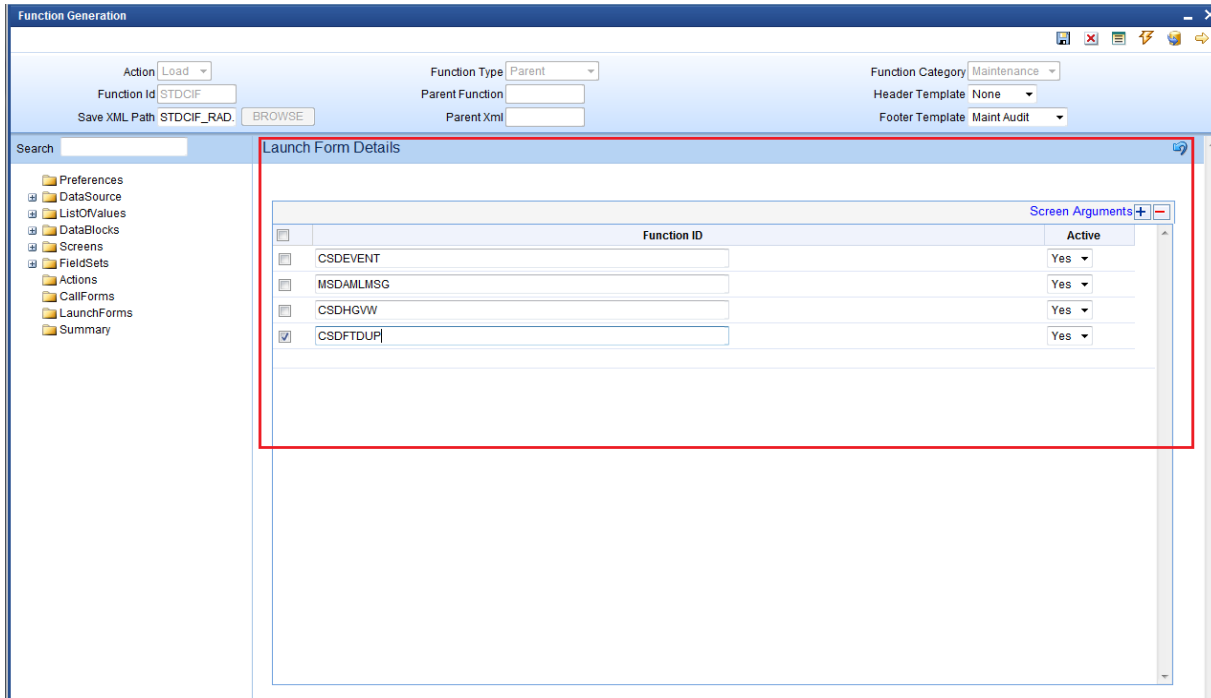 Function Generation
Action Load Function Type Parent Function Category Maintenance
Function Id STDCIF Parent Function Header Template None
Save XML Path STDCIF_RAD. BROWSE Parent Xml Footer Template Maint Audit
Search Launch Form Details
Preferences
DataSource
ListOfValues
DataBlocks
Screens
FieldSets
Actions
CallForms
LaunchForms
Summary
Screen Arguments
Function ID Active
CSDEVENT Yes
MSDAMLMSG Yes
CSDHGVW Yes
CSDFTDUP Yes